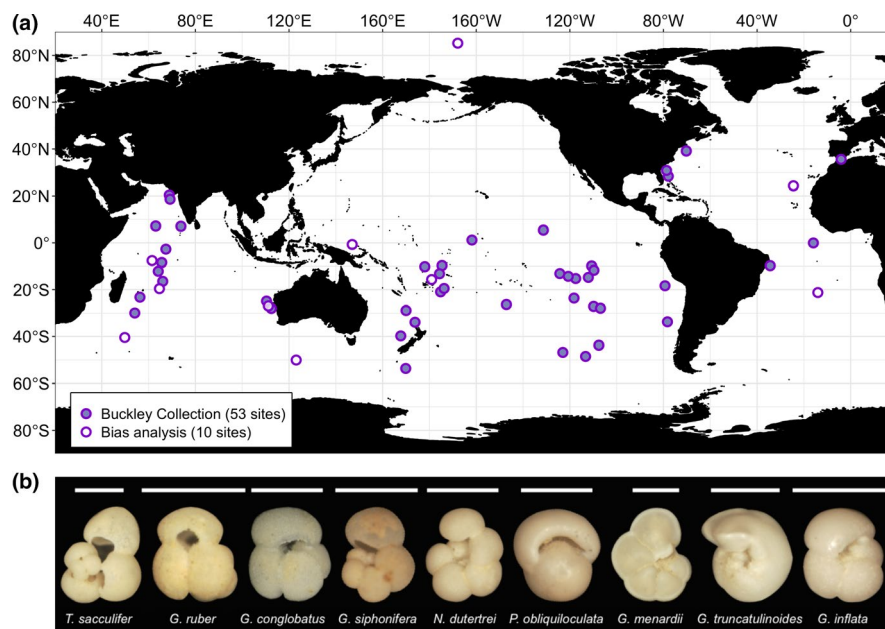 (a)
40°E 120°E 160°E 160°W 120°W 80°W 40°W 0°
80°N
60°N
40°N
20°N
0°
20°S
40°S
60°S
80°S
Buckley Collection (53 sites)
Bias analysis (10 sites)
(b)
T. sacculifer G. ruber G. conglobatus G. siphonifera N. dutertrei P. obliquiloculata G. menardii G. truncatulinoides G. inflata